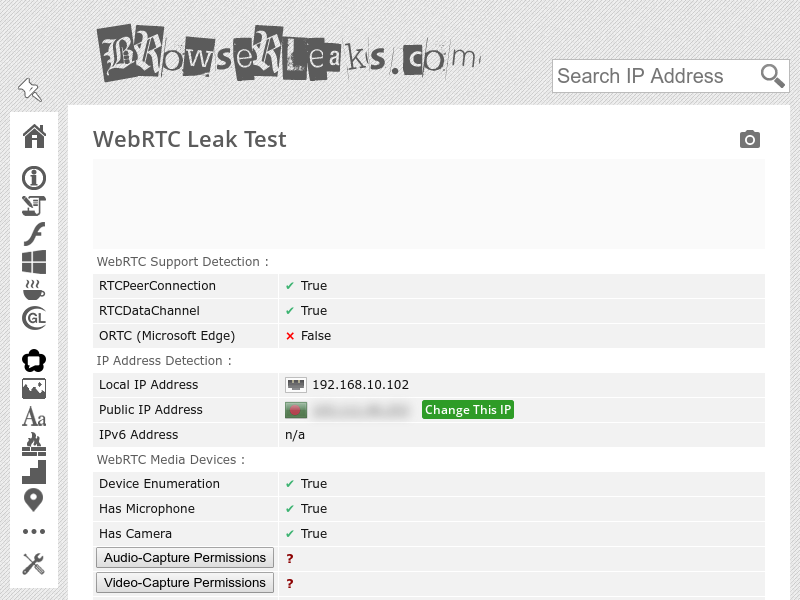 BRowseRLeaks.com
Search IP Address
WebRTC Leak Test
WebRTC Support Detection :
RTCPeerConnection ✔ True
RTCDataChannel ✔ True
ORTC (Microsoft Edge) × False
IP Address Detection :
Local IP Address 192.168.10.102
Public IP Address Change This IP
IPv6 Address n/a
WebRTC Media Devices :
Device Enumeration ✔ True
Has Microphone ✔ True
Has Camera ✔ True
Audio-Capture Permissions ?
Video-Capture Permissions ?
GL
Aa